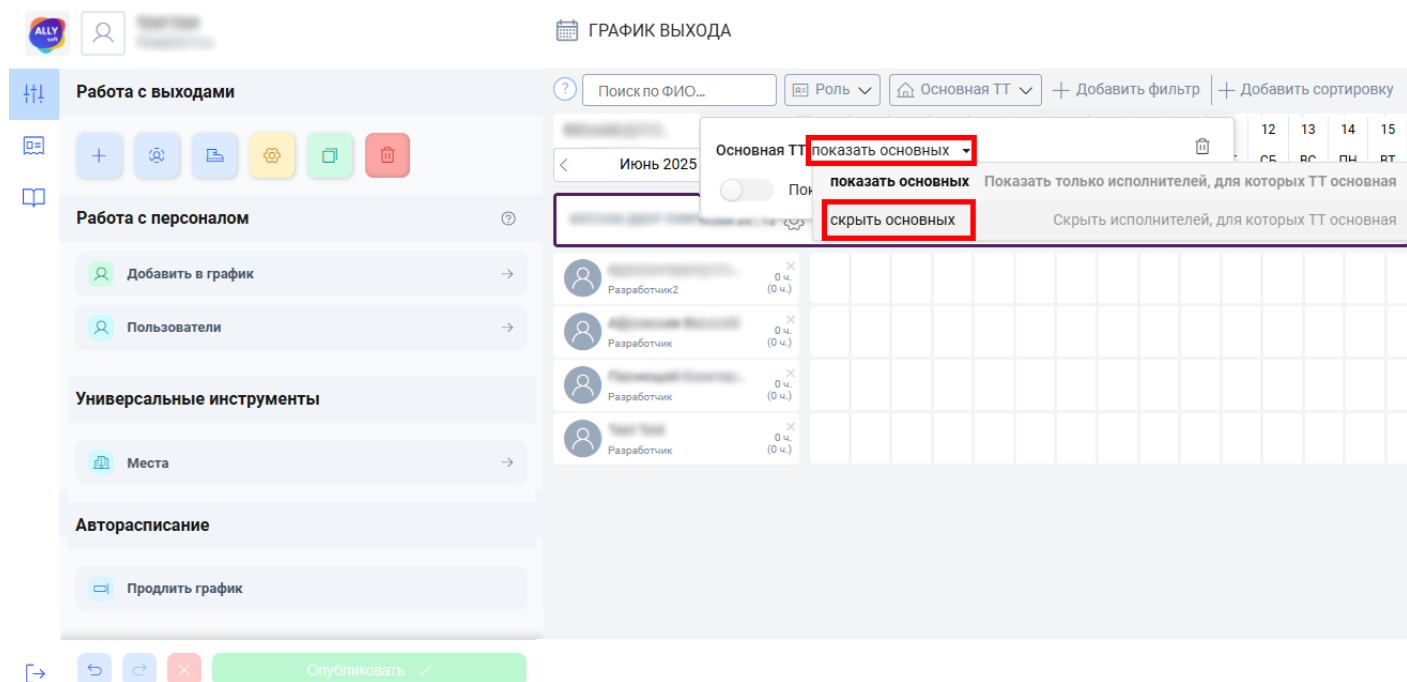 ALLY
soft
ГРАФИК ВЫХОДА
Работа с выходами
Работа с персоналом
?
Добавить в график
Пользователи
Универсальные инструменты
Места
Авторасписание
Продлить график
Опубликовать
?
Поиск по ФИО...
Роль
Основная ТТ
Добавить фильтр
Добавить сортировку
Июнь 2025
12 13 14 15
СБ ВС ПН ВТ
Основная ТТ показать основных
показать основных Показать только исполнителей, для которых ТТ основная
скрыть основных Скрыть исполнителей, для которых ТТ основная
0 ч.
Разработчик2 (0 ч.)
0 ч.
Разработчик (0 ч.)
0 ч.
Разработчик (0 ч.)
0 ч.
Разработчик (0 ч.)